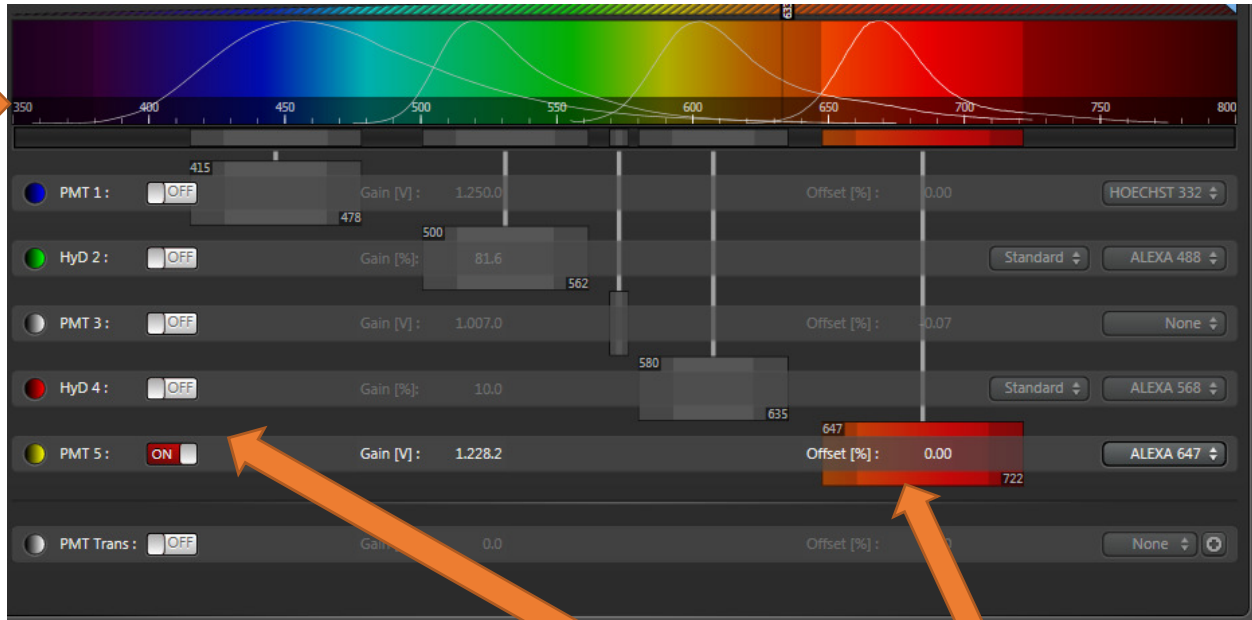 633
350 400 450 500 550 600 650 700 750 800
415
PMT 1 : OFF Gain [V] : 1.250.0 Offset [%] : 0.00 HOECHST 332
478
500
HyD 2 : OFF Gain [%]: 81.6 Standard ALEXA 488
562
PMT 3 : OFF Gain [V] : 1.007.0 Offset [%] : -0.07 None
580
HyD 4 : OFF Gain [%]: 10.0 Standard ALEXA 568
635
647
PMT 5 : ON Gain [V] : 1.228.2 Offset [%] : 0.00 ALEXA 647
722
PMT Trans : OFF 0.0 Offset [%] : None